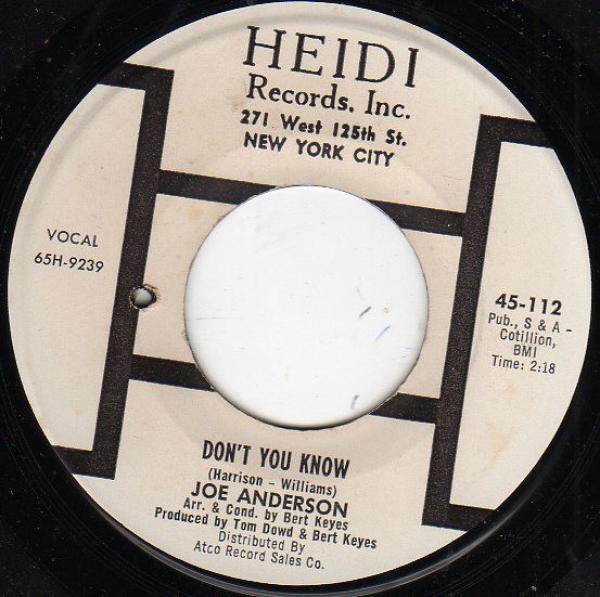 HEIDI
Records, Inc.
271 West 125th St.
NEW YORK CITY
VOCAL
65H-9239
45-112
Pub., S & A -
Cotillion,
BMI
Time: 2:18
DON'T YOU KNOW
(Harrison - Williams)
JOE ANDERSON
Arr. & Cond. by Bert Keyes
Produced by Tom Dowd & Bert Keyes
Distributed By
Atco Record Sales Co.